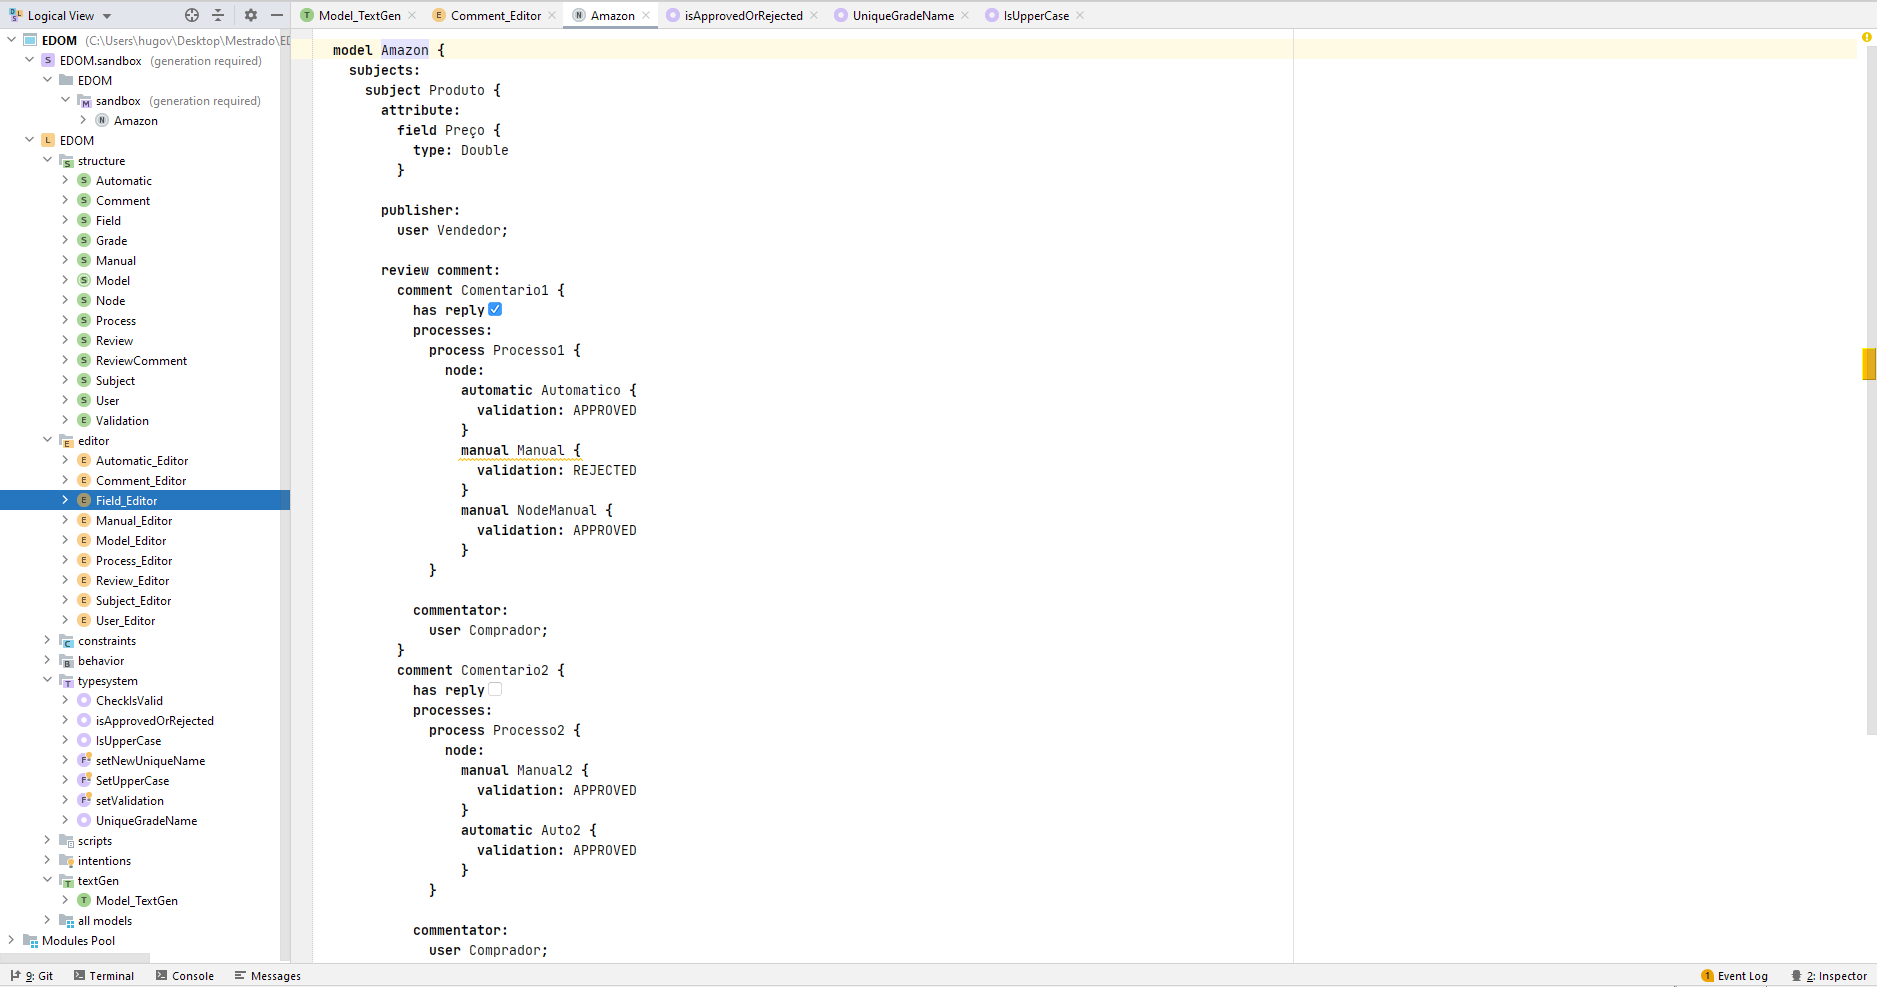 Logical View
Model_TextGen
Comment_Editor
Amazon
isApprovedOrRejected
UniqueGradeName
IsUpperCase
EDOM (C:\Users\hugov\Desktop\Mestrado\ED
EDOM.sandbox (generation required)
EDOM
sandbox (generation required)
Amazon
EDOM
structure
Automatic
Comment
Field
Grade
Manual
Model
Node
Process
Review
ReviewComment
Subject
User
Validation
editor
Automatic_Editor
Comment_Editor
Field_Editor
Manual_Editor
Model_Editor
Process_Editor
Review_Editor
Subject_Editor
User_Editor
constraints
behavior
typesystem
CheckIsValid
isApprovedOrRejected
IsUpperCase
setNewUniqueName
SetUpperCase
setValidation
UniqueGradeName
scripts
intentions
textGen
Model_TextGen
all models
Modules Pool
model Amazon {
subjects:
subject Produto {
attribute:
field Preço {
type: Double
}
publisher:
user Vendedor;
review comment:
comment Comentario1 {
has reply
processes:
process Processo1 {
node:
automatic Automatico {
validation: APPROVED
}
manual Manual {
validation: REJECTED
}
manual NodeManual {
validation: APPROVED
}
}
commentator:
user Comprador;
}
comment Comentario2 {
has reply
processes:
process Processo2 {
node:
manual Manual2 {
validation: APPROVED
}
automatic Auto2 {
validation: APPROVED
}
}
commentator:
user Comprador;
9: Git
Terminal
Console
Messages
1 Event Log
2: Inspector